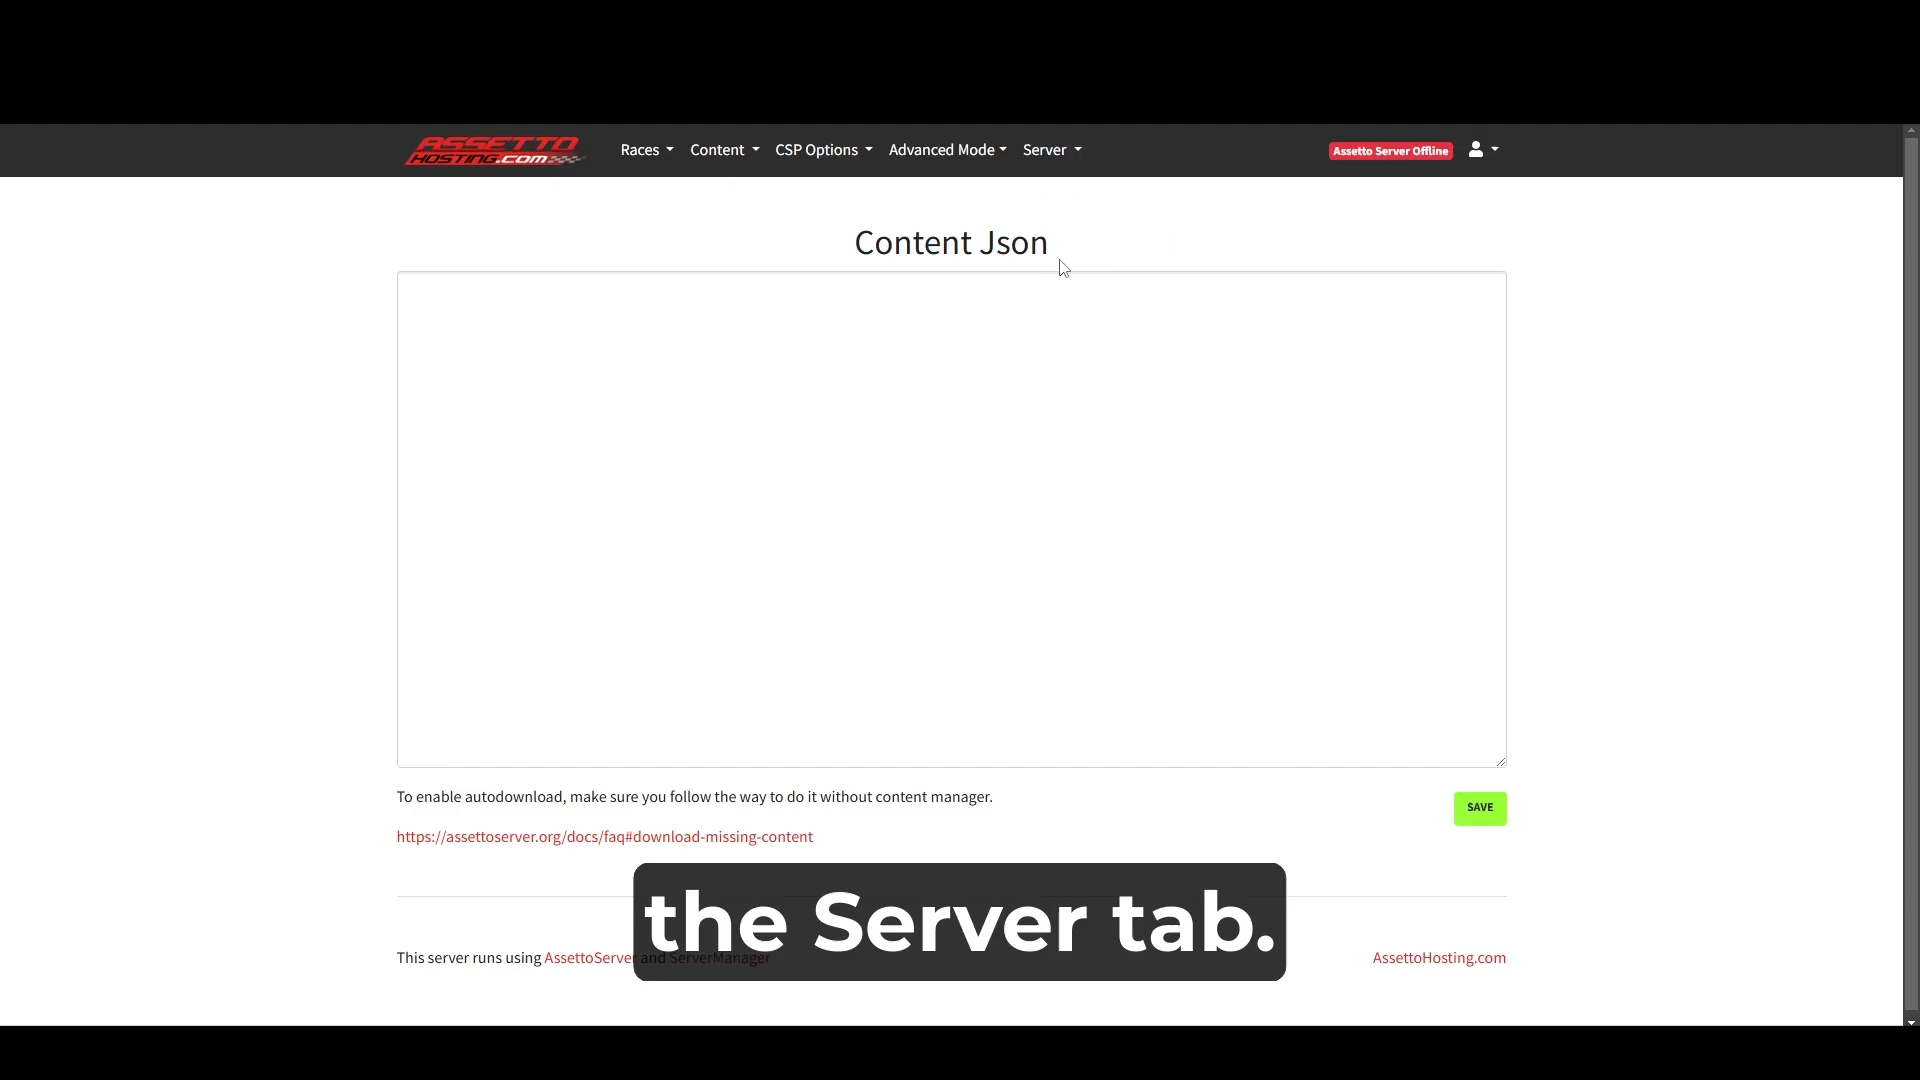 ASSETTO
HOSTING.COM
Races
Content
CSP Options
Advanced Mode
Server
Assetto Server Offline
Content Json
To enable autodownload, make sure you follow the way to do it without content manager.
SAVE
https://assettoserver.org/docs/faq#download-missing-content
the Server tab.
This server runs using AssettoServer and ServerManager
AssettoHosting.com